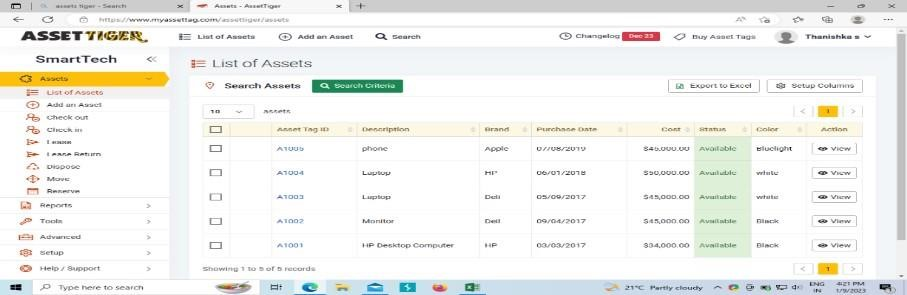 assets tiger - Search
Assets - AssetTiger
https://www.myassettag.com/assettiger/assets
ASSETTIGER
List of Assets
Add an Asset
Search
Changelog Dec 23
Buy Asset Tags
Thanishka s
SmartTech
Assets
List of Assets
Add an Asset
Check out
Check in
Lease
Lease Return
Dispose
Move
Reserve
Reports
Tools
Advanced
Setup
Help / Support
List of Assets
Search Assets
Search Criteria
Export to Excel
Setup Columns
10 assets
1
Asset Tag ID Description Brand Purchase Date Cost Status Color Action
A1005 phone Apple 07/08/2019 $45,000.00 Available Bluelight View
A1004 Laptop HP 06/01/2018 $50,000.00 Available white View
A1003 Laptop Dell 05/09/2017 $45,000.00 Available white View
A1002 Monitor Dell 09/04/2017 $45,000.00 Available Black View
A1001 HP Desktop Computer HP 03/03/2017 $34,000.00 Available Black View
Showing 1 to 5 of 5 records
1
Type here to search
21°C Partly cloudy
ENG
IN
4:21 PM
1/9/2023